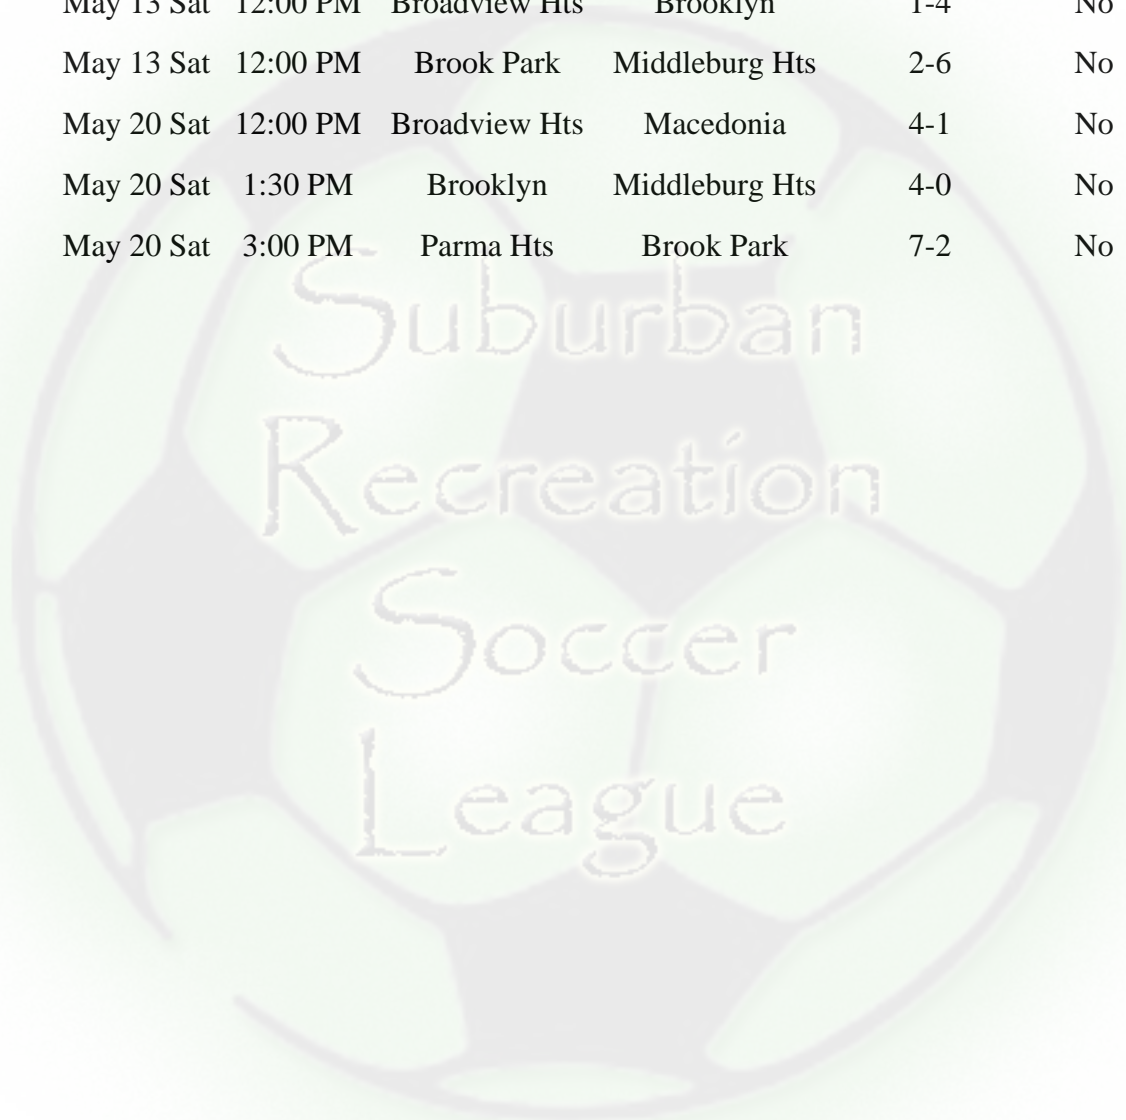 May 13 Sat 12:00 PM Broadview Hts Brooklyn 1-4 No
May 13 Sat 12:00 PM Brook Park Middleburg Hts 2-6 No
May 20 Sat 12:00 PM Broadview Hts Macedonia 4-1 No
May 20 Sat 1:30 PM Brooklyn Middleburg Hts 4-0 No
May 20 Sat 3:00 PM Parma Hts Brook Park 7-2 No
Suburban
Recreation
Soccer
League